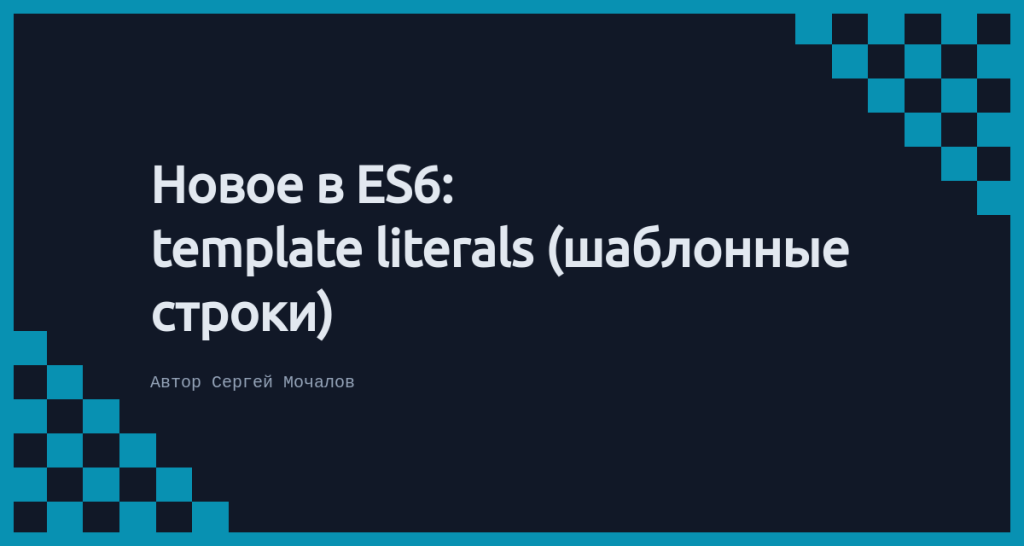 Новое в ES6:
template literals (шаблонные
строки)
Автор Сергей Мочалов